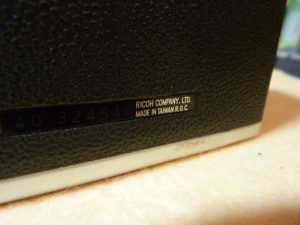 RICOH COMPANY, LTD.
MADE IN TAIWAN R.O.C.